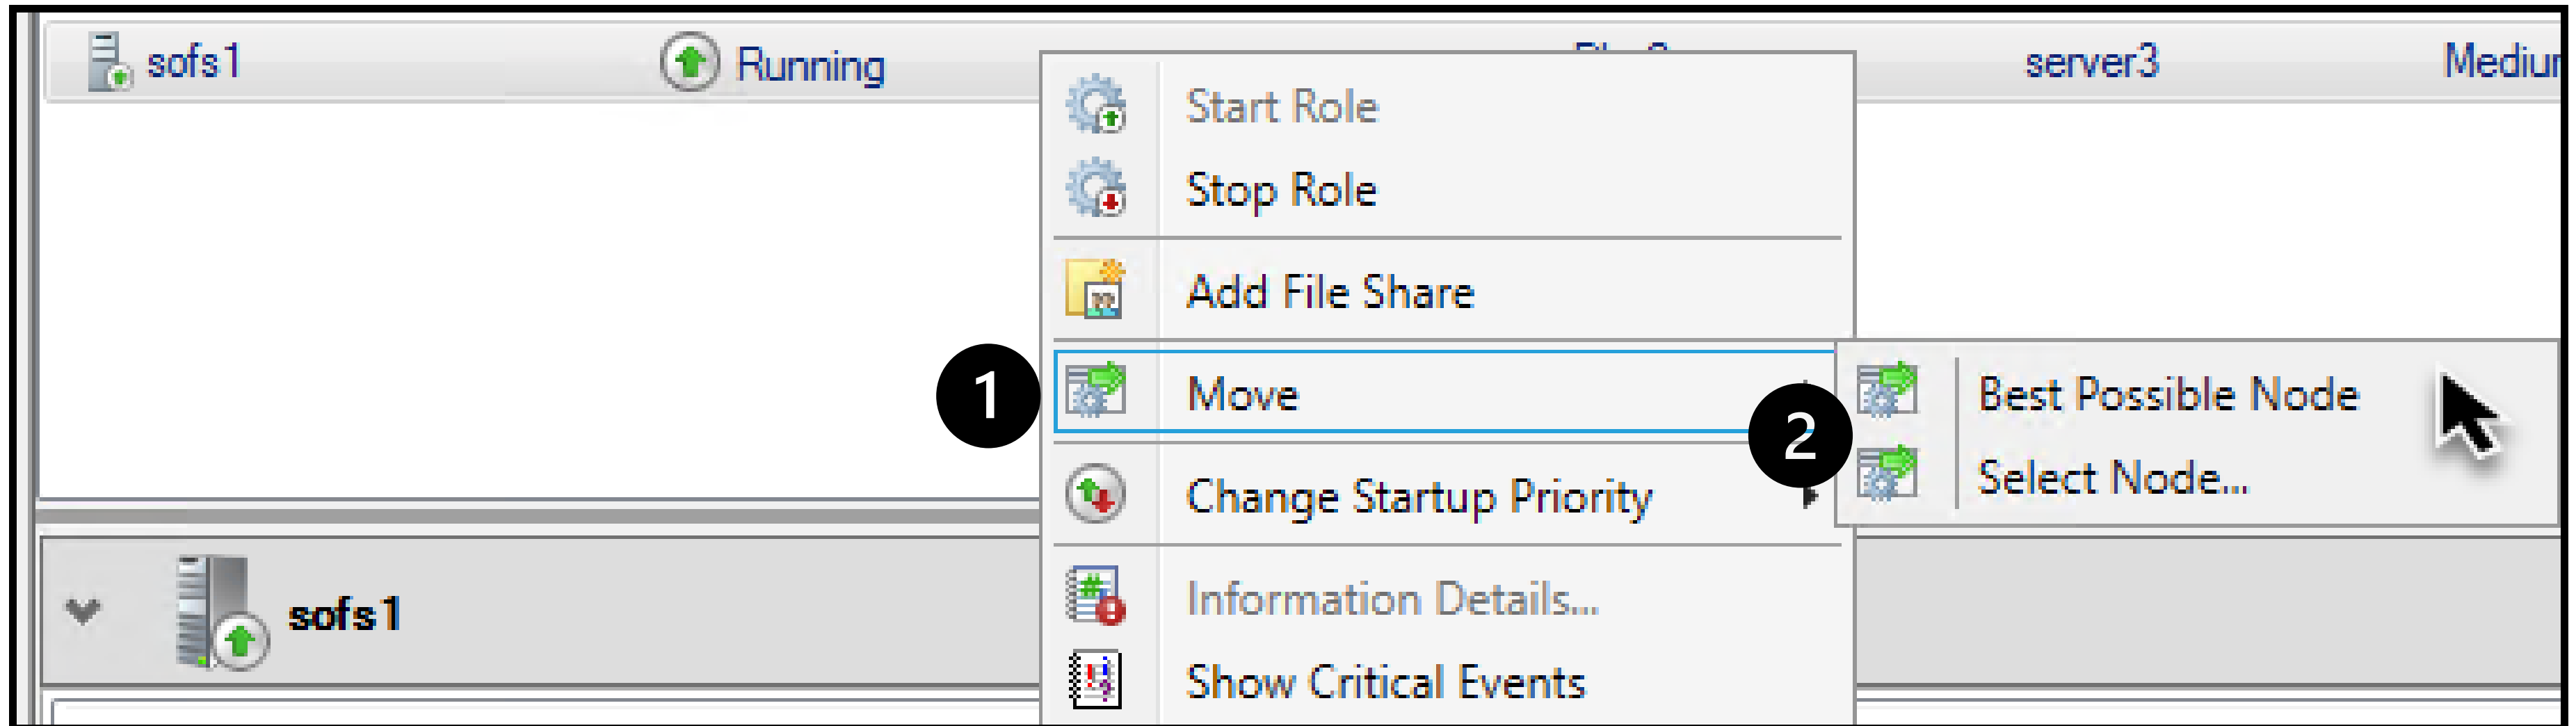 sofs1 Running server3
Start Role
Stop Role
Add File Share
1 Move
2 Best Possible Node
Select Node...
Change Startup Priority
Information Details...
sofs1
Show Critical Events